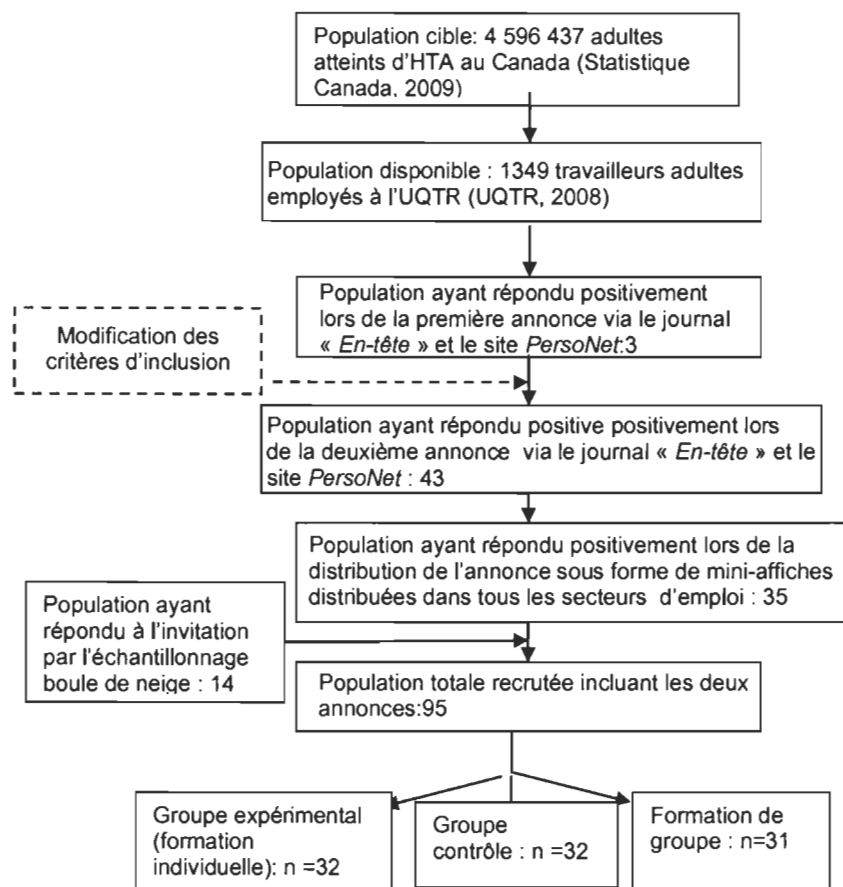 Population cible: 4 596 437 adultes
atteints d'HTA au Canada (Statistique
Canada, 2009)
Population disponible : 1349 travailleurs adultes
employés à l'UQTR (UQTR, 2008)
Population ayant répondu positivement
lors de la première annonce via le journal
« En-tête » et le site PersoNet:3
Modification des
critères d'inclusion
Population ayant répondu positive positivement lors
de la deuxième annonce via le journal « En-tête » et le
site PersoNet : 43
Population ayant répondu positivement lors de la
distribution de l'annonce sous forme de mini-affiches
distribuées dans tous les secteurs d'emploi : 35
Population ayant
répondu à l'invitation
par l'échantillonnage
boule de neige : 14
Population totale recrutée incluant les deux
annonces:95
Groupe expérimental
(formation
individuelle): n =32
Groupe
contrôle : n =32
Formation de
groupe : n=31